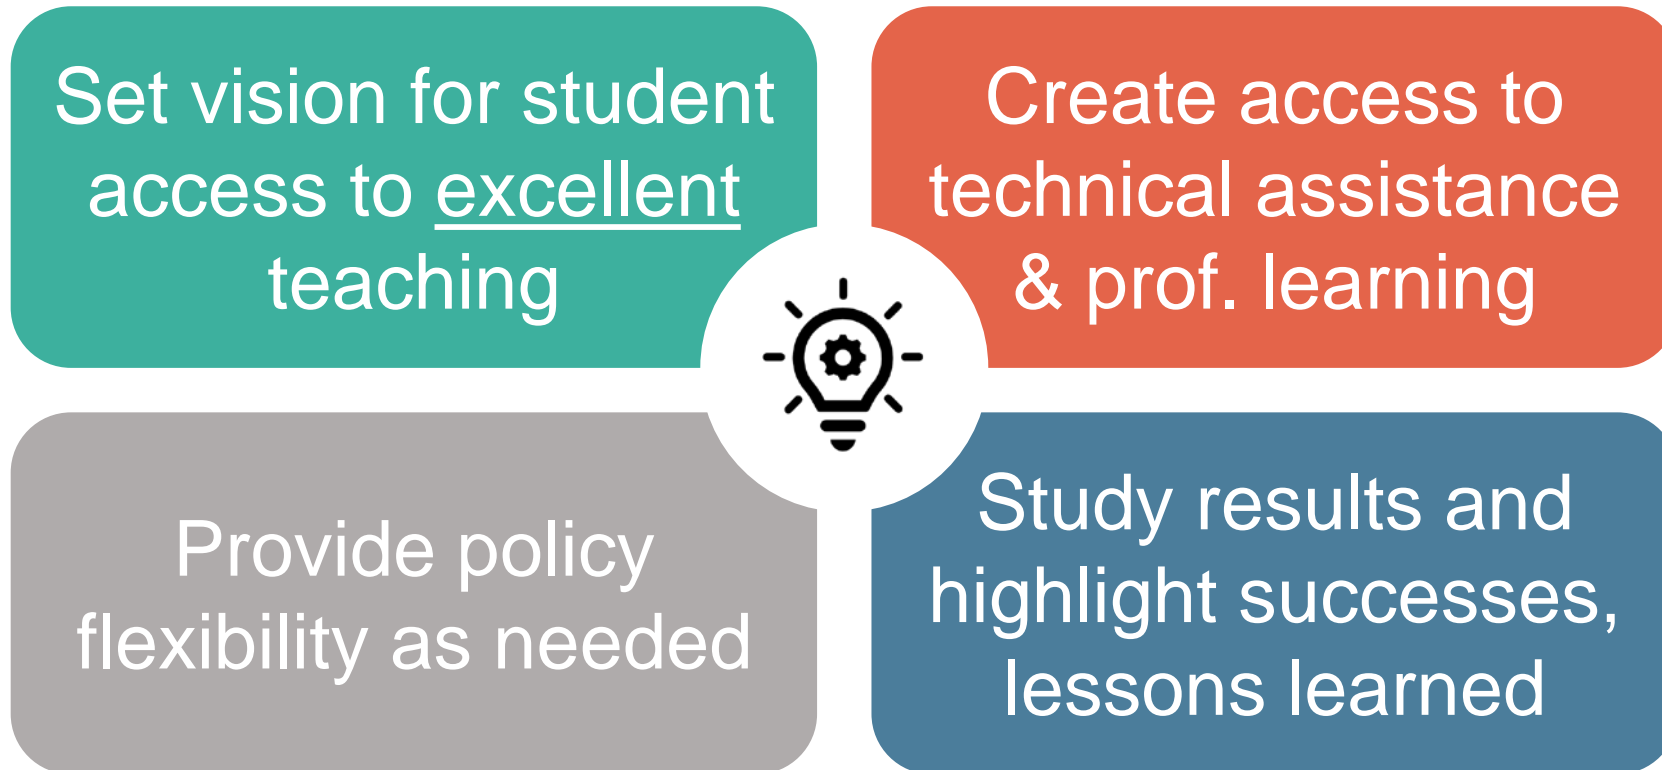 Set vision for student
access to excellent
teaching
Create access to
technical assistance
& prof. learning
Provide policy
flexibility as needed
Study results and
highlight successes,
lessons learned